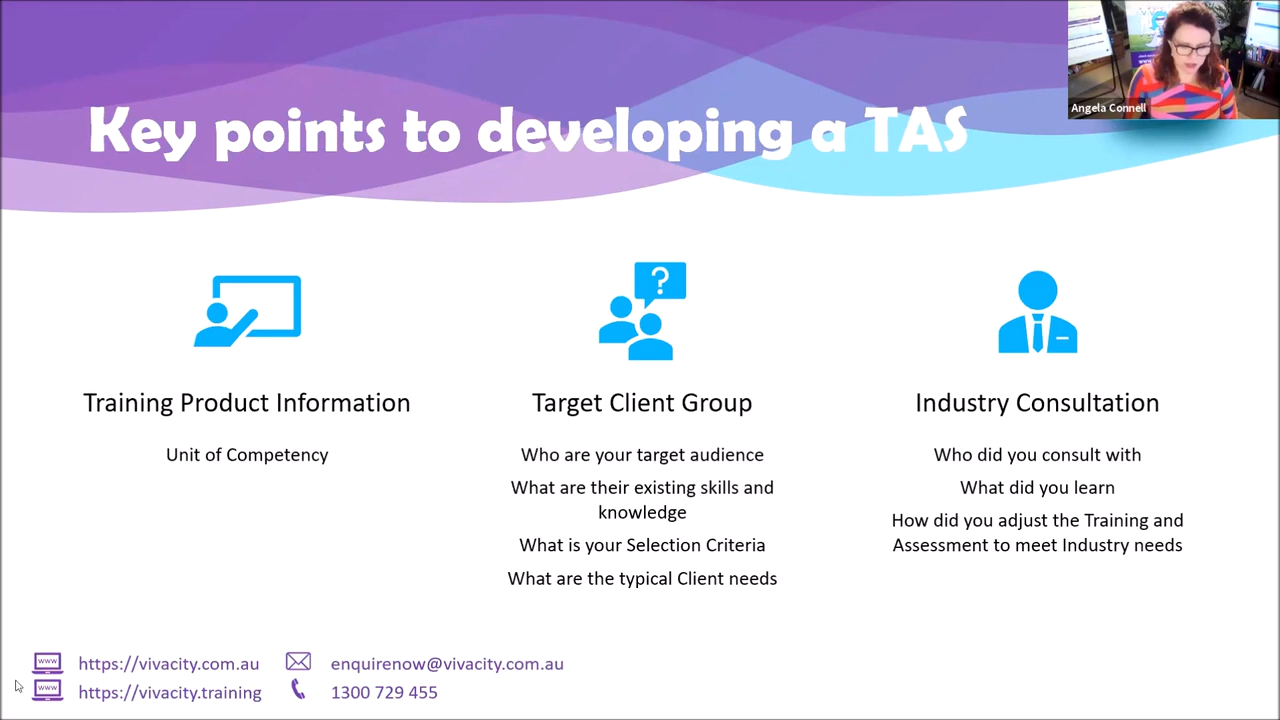 Key points to developing a TAS
Angela Connell
Training Product Information
Unit of Competency
Target Client Group
Who are your target audience
What are their existing skills and
knowledge
What is your Selection Criteria
What are the typical Client needs
Industry Consultation
Who did you consult with
What did you learn
How did you adjust the Training and
Assessment to meet Industry needs
www https://vivacity.com.au
enquirenow@vivacity.com.au
www https://vivacity.training
1300 729 455